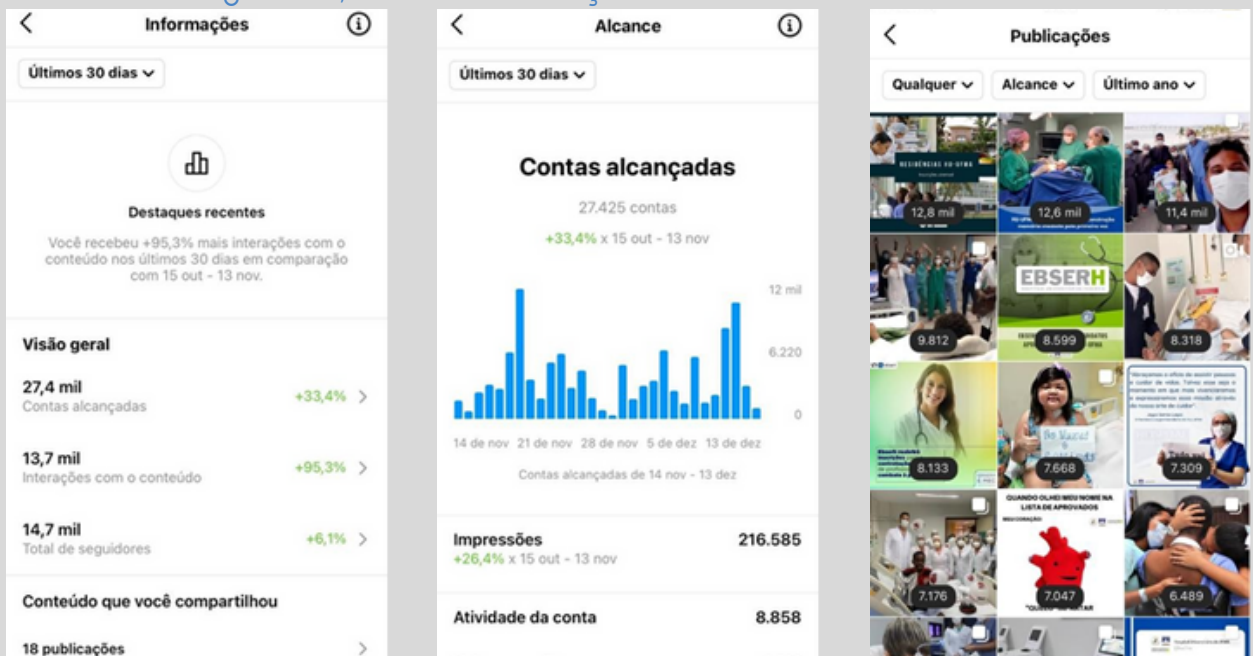 Informações
Últimos 30 dias
Destaques recentes
Você recebeu +95,3% mais interações com o
conteúdo nos últimos 30 dias em comparação
com 15 out - 13 nov.
Visão geral
27,4 mil
Contas alcançadas
+33,4%
13,7 mil
Interações com o conteúdo
+95,3%
14,7 mil
Total de seguidores
+6,1%
Conteúdo que você compartilhou
18 publicações
Alcance
Últimos 30 dias
Contas alcançadas
27.425 contas
+33,4% x 15 out - 13 nov
12 mil
6.220
0
14 de nov 21 de nov 28 de nov 5 de dez 13 de dez
Contas alcançadas de 14 nov - 13 dez
Impressões
216.585
+26,4% x 15 out - 13 nov
Atividade da conta
8.858
Publicações
Qualquer Alcance Último ano
RESIDÊNCIAS HU-UFMA
12,8 mil
12,6 mil
11,4 mil
EBSERH
9.812
8.599
8.318
8.133
7.668
7.309
QUANDO OLHEI MEU NOME NA
LISTA DE APROVADOS
MEU CORAÇÃO:
7.176
7.047
6.489